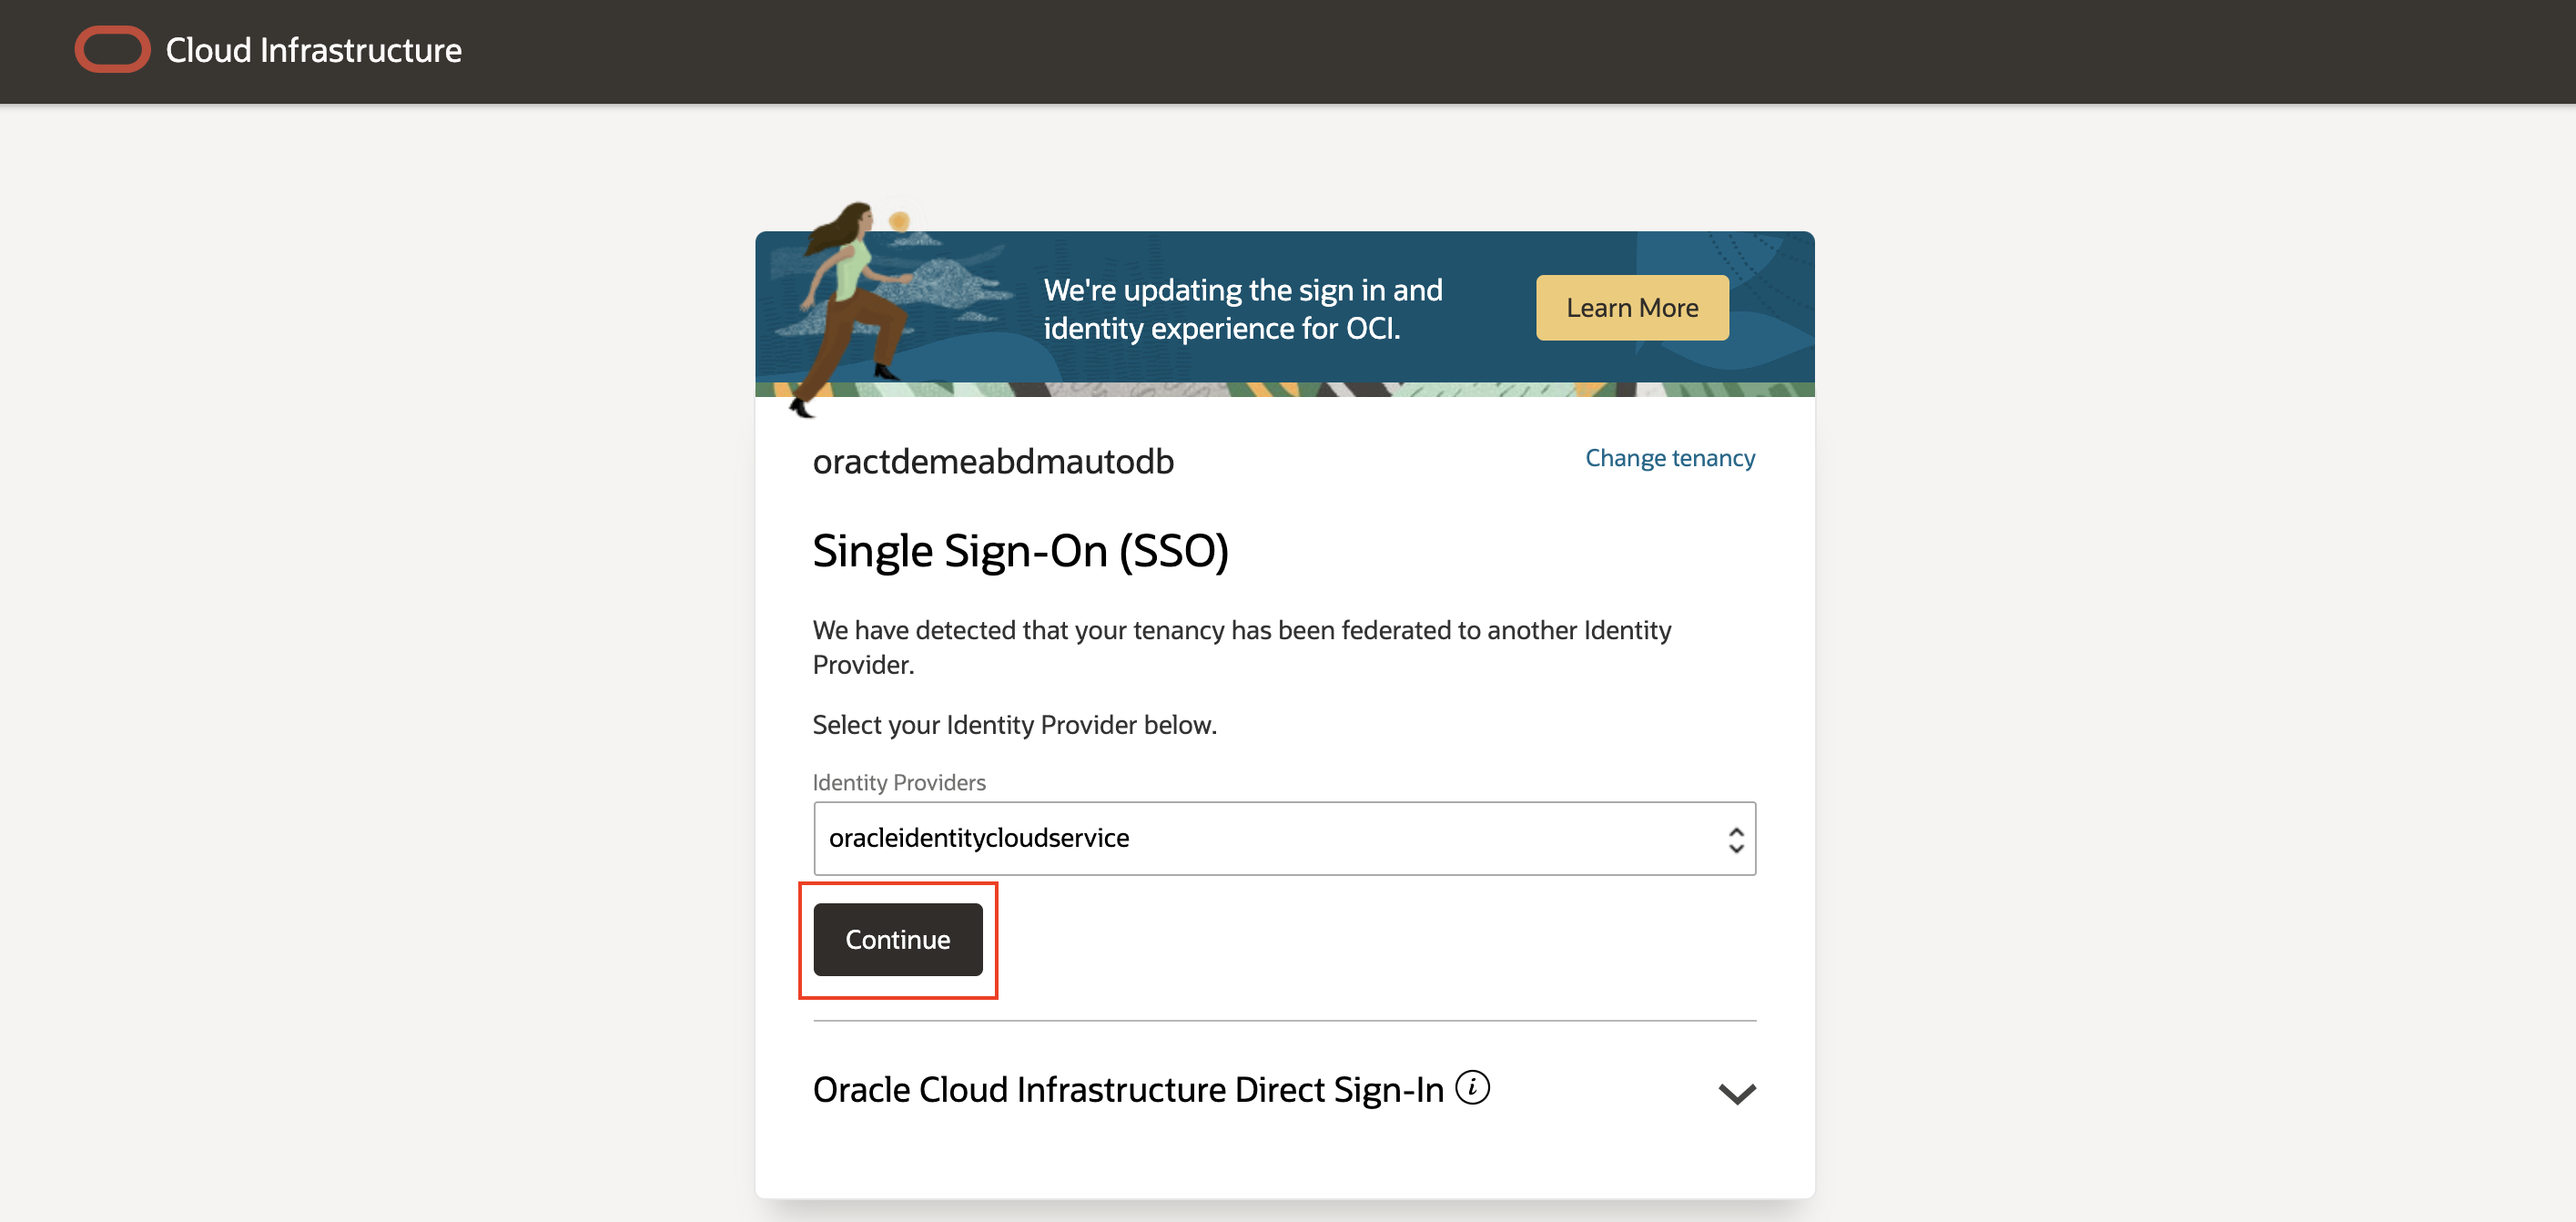 Cloud Infrastructure
We're updating the sign in and
identity experience for OCI.
Learn More
oractdemeabdmautodb
Change tenancy
Single Sign-On (SSO)
We have detected that your tenancy has been federated to another Identity
Provider.
Select your Identity Provider below.
Identity Providers
oracleidentitycloudservice
Continue
Oracle Cloud Infrastructure Direct Sign-In i